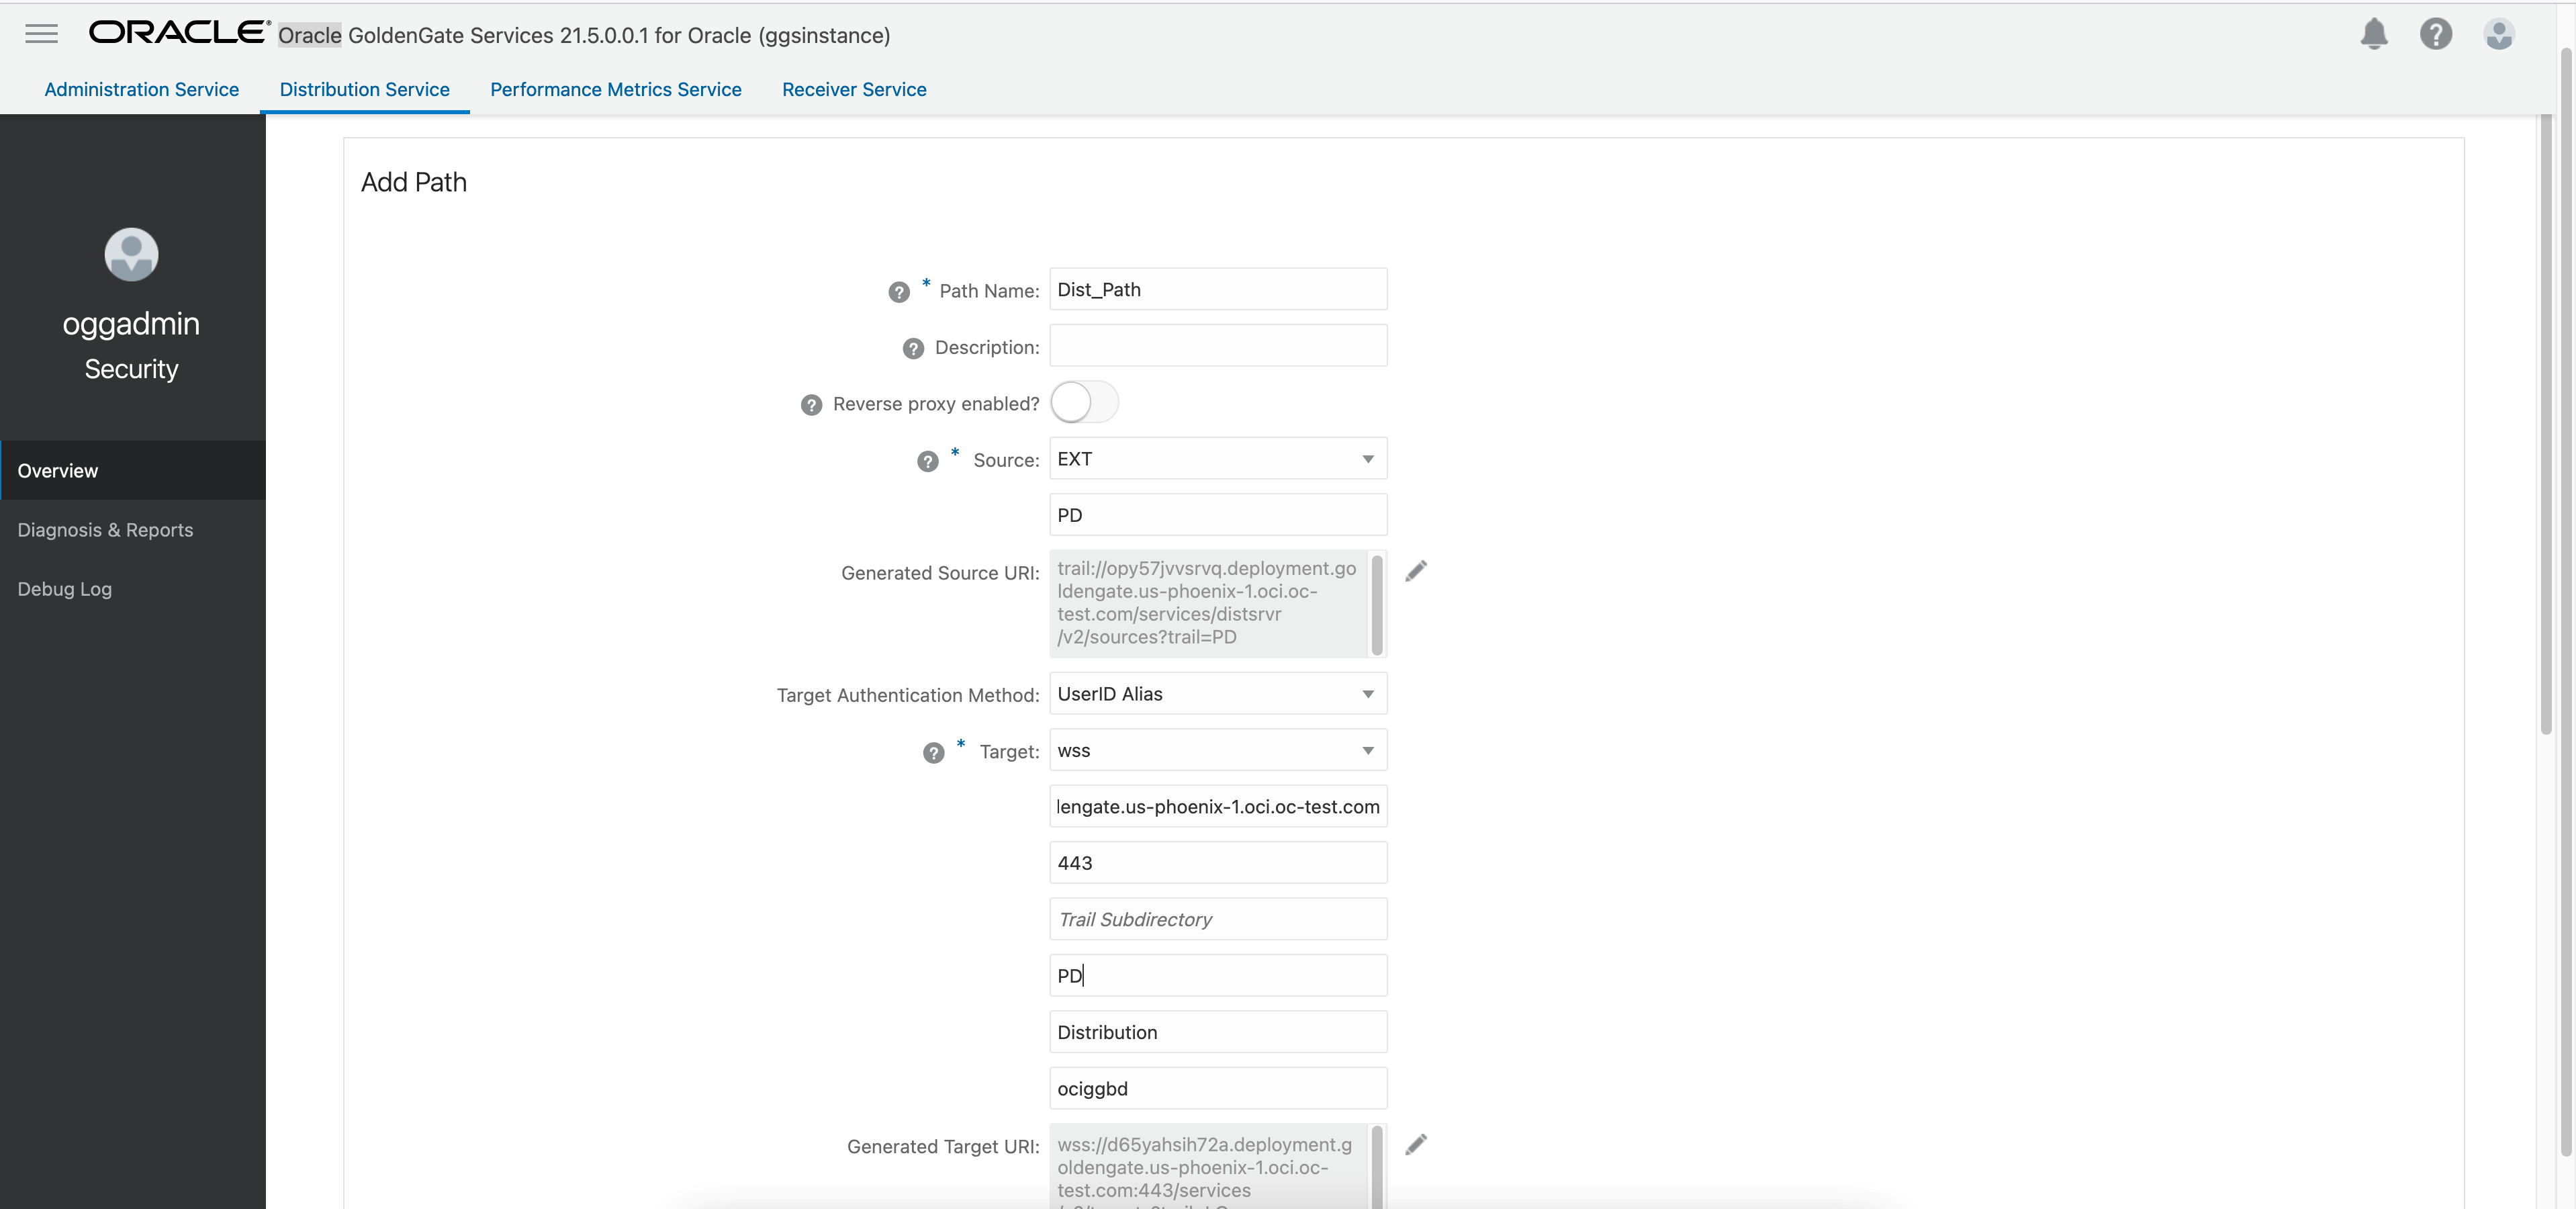 ORACLE® Oracle GoldenGate Services 21.5.0.0.1 for Oracle (ggsinstance)
Administration Service Distribution Service Performance Metrics Service Receiver Service
oggadmin
Security
Overview
Diagnosis & Reports
Debug Log
Add Path
* Path Name: Dist_Path
Description:
Reverse proxy enabled?
* Source: EXT
PD
Generated Source URI: trail://opy57jvvsrvq.deployment.go
ldengate.us-phoenix-1.oci.oc-
test.com/services/distsrvr
/v2/sources?trail=PD
Target Authentication Method: UserID Alias
* Target: wss
lengate.us-phoenix-1.oci.oc-test.com
443
Trail Subdirectory
PD
Distribution
ociggbd
Generated Target URI: wss://d65yahsih72a.deployment.g
oldengate.us-phoenix-1.oci.oc-
test.com:443/services